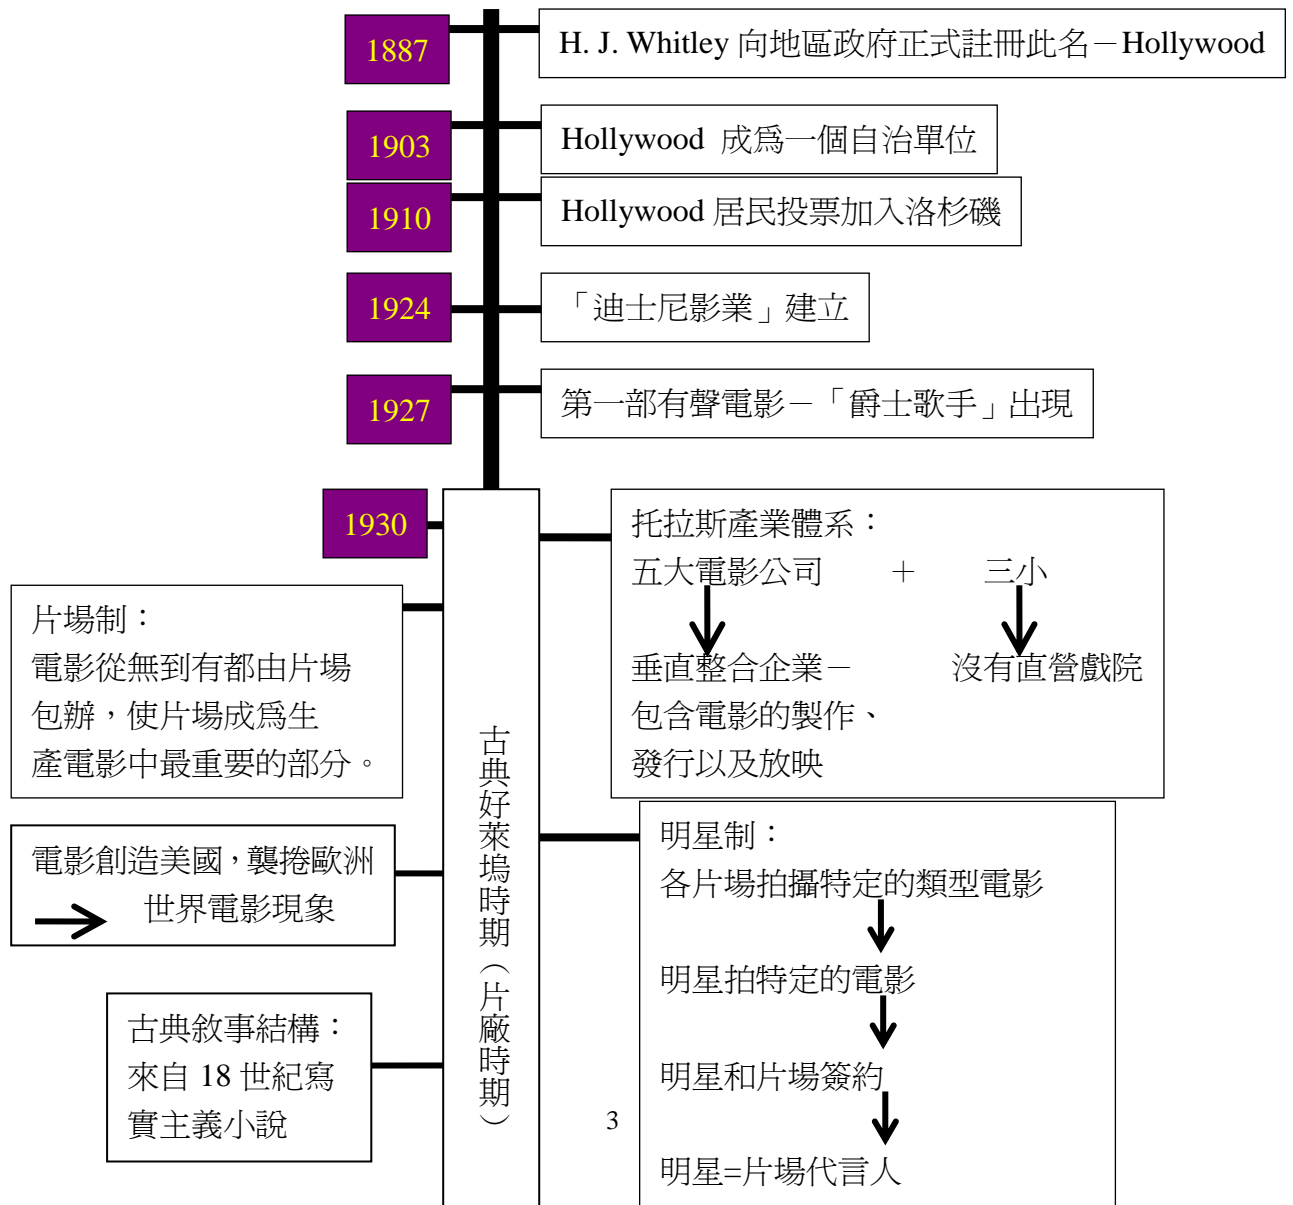 1887
H. J. Whitley 向地區政府正式註冊此名－Hollywood
1903
Hollywood 成為一個自治單位
1910
Hollywood 居民投票加入洛杉磯
1924
「迪士尼影業」建立
1927
第一部有聲電影－「爵士歌手」出現
1930
古典好萊塢時期（片廠時期）
托拉斯產業體系：
五大電影公司 ＋ 三小
垂直整合企業－ 沒有直營戲院
包含電影的製作、
發行以及放映
片場制：
電影從無到有都由片場
包辦，使片場成為生
產電影中最重要的部分。
電影創造美國，襲捲歐洲
世界電影現象
古典敘事結構：
來自 18 世紀寫
實主義小說
明星制：
各片場拍攝特定的類型電影
明星拍特定的電影
明星和片場簽約
明星=片場代言人
3